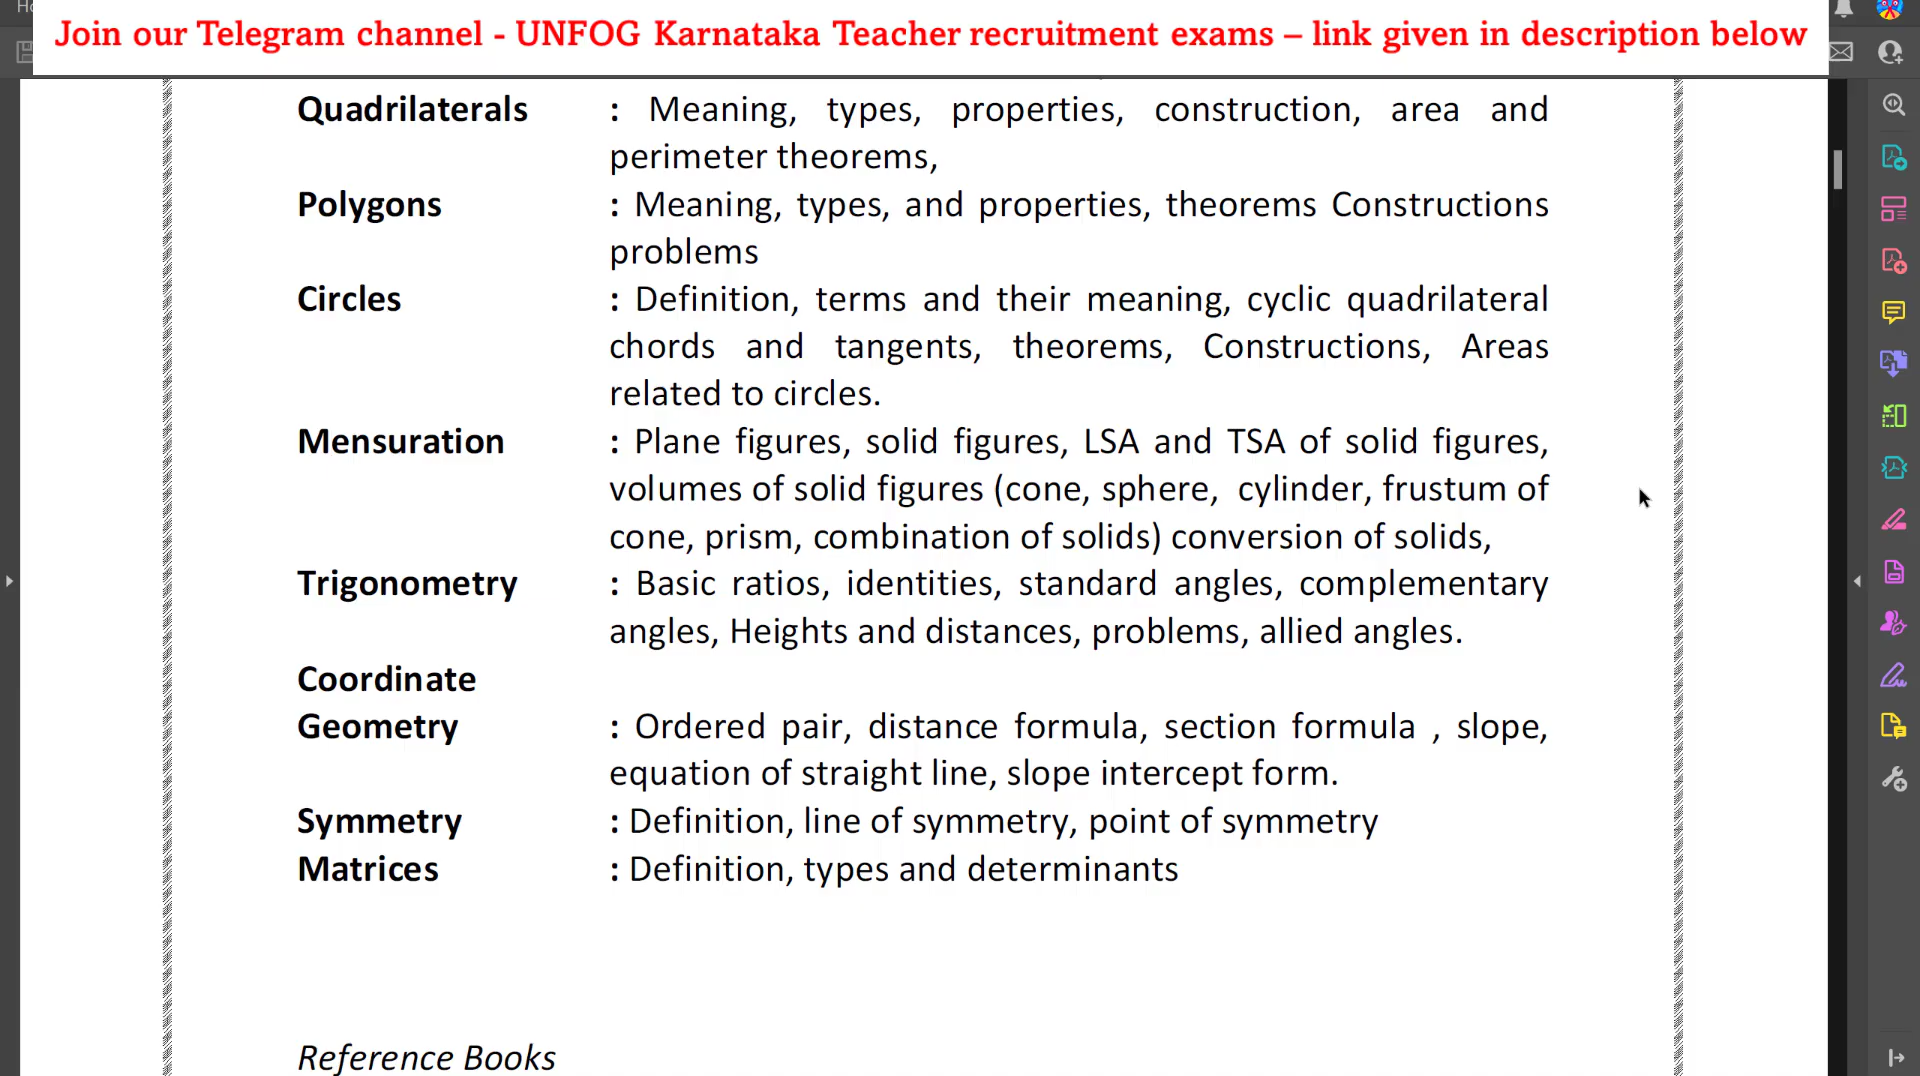 Join our Telegram channel - UNFOG Karnataka Teacher recruitment exams – link given in description below
Quadrilaterals : Meaning, types, properties, construction, area and
perimeter theorems,
Polygons : Meaning, types, and properties, theorems Constructions
problems
Circles : Definition, terms and their meaning, cyclic quadrilateral
chords and tangents, theorems, Constructions, Areas
related to circles.
Mensuration : Plane figures, solid figures, LSA and TSA of solid figures,
volumes of solid figures (cone, sphere, cylinder, frustum of
cone, prism, combination of solids) conversion of solids,
Trigonometry : Basic ratios, identities, standard angles, complementary
angles, Heights and distances, problems, allied angles.
Coordinate
Geometry : Ordered pair, distance formula, section formula , slope,
equation of straight line, slope intercept form.
Symmetry : Definition, line of symmetry, point of symmetry
Matrices : Definition, types and determinants
Reference Books